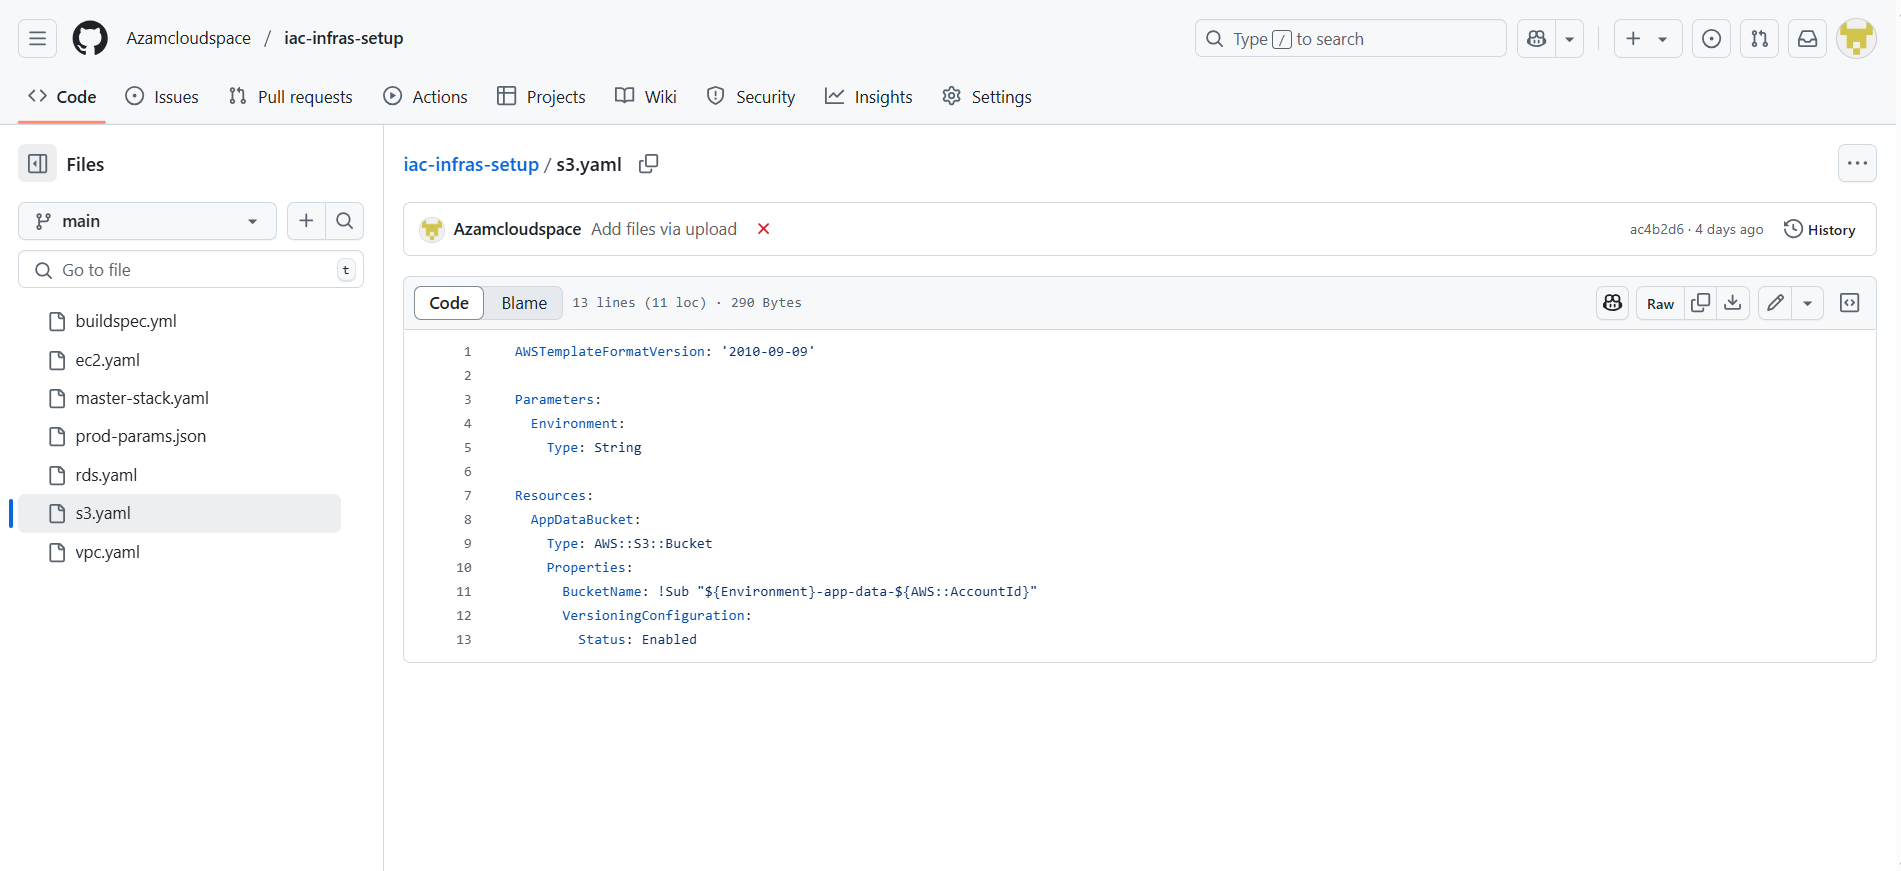 Azamcloudspace / iac-infras-setup
Type / to search
Code
Issues
Pull requests
Actions
Projects
Wiki
Security
Insights
Settings
Files
main
Go to file
t
buildspec.yml
ec2.yaml
master-stack.yaml
prod-params.json
rds.yaml
s3.yaml
vpc.yaml
iac-infras-setup / s3.yaml
Azamcloudspace Add files via upload
ac4b2d6 · 4 days ago
History
Code
Blame
13 lines (11 loc) · 290 Bytes
Raw
1 AWSTemplateFormatVersion: '2010-09-09'
2
3 Parameters:
4   Environment:
5     Type: String
6
7 Resources:
8   AppDataBucket:
9     Type: AWS::S3::Bucket
10     Properties:
11       BucketName: !Sub "${Environment}-app-data-${AWS::AccountId}"
12       VersioningConfiguration:
13         Status: Enabled